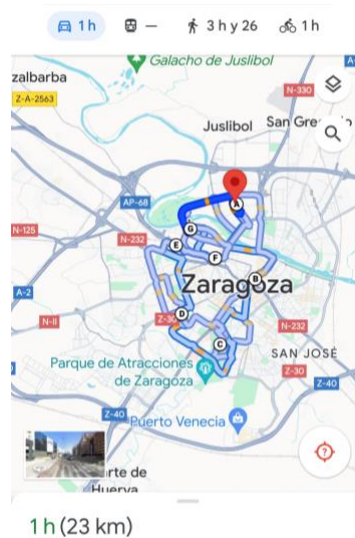 1 h
—
3 h y 26
1 h
Galacho de Juslibol
zalbarba
N-330
Z-A-2563
Juslibol
San Gre
A
AP-68
N-125
N-232
G
E
F
B
Zaragoza
A-2
D
Z-30
N-232
N-II
C
SAN JOSÉ
Parque de Atracciones
de Zaragoza
Z-30
Z-40
Z-40
Puerto Venecia
rte de
Huerva
1 h (23 km)